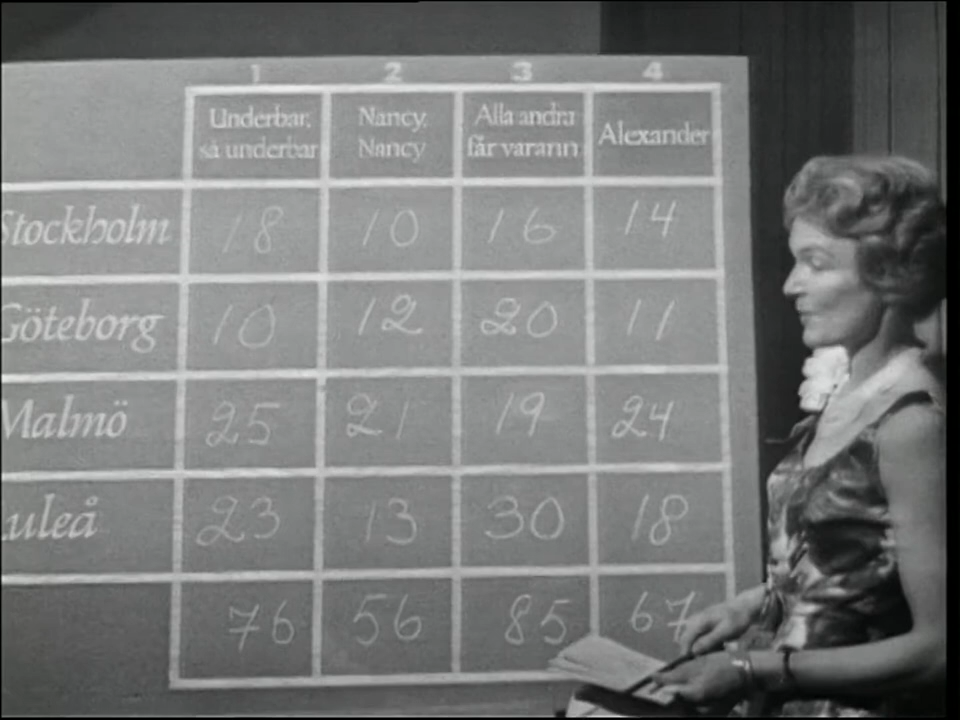 1 2 3 4
Underbar, så underbar Nancy, Nancy Alla andra får varann Alexander
Stockholm 18 10 16 14
Göteborg 10 12 20 11
Malmö 25 21 19 24
Luleå 23 13 30 18
76 56 85 67